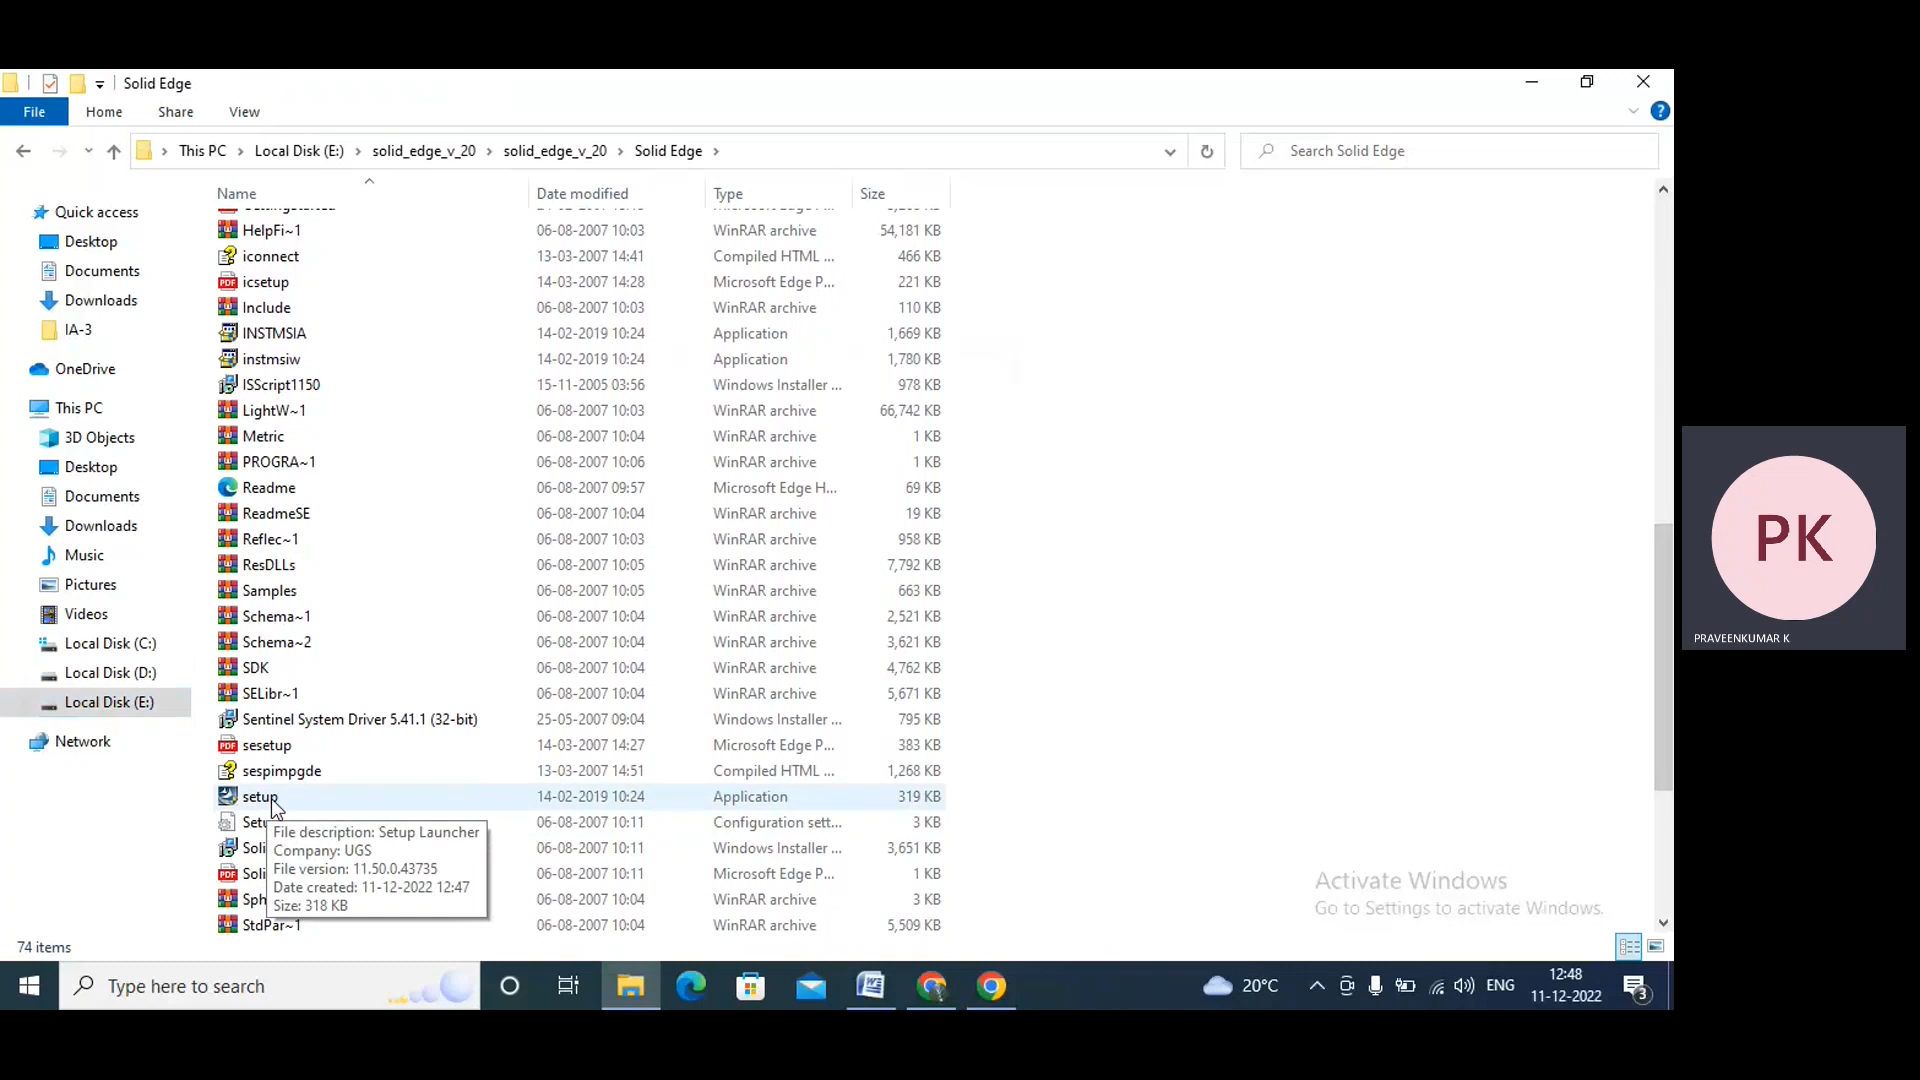 Solid Edge
File Home Share View
This PC Local Disk (E:) solid_edge_v_20 solid_edge_v_20 Solid Edge Search Solid Edge
Name Date modified Type Size
HelpFi~1 06-08-2007 10:03 WinRAR archive 54,181 KB
iconnect 13-03-2007 14:41 Compiled HTML ... 466 KB
icsetup 14-03-2007 14:28 Microsoft Edge P... 221 KB
Include 06-08-2007 10:03 WinRAR archive 110 KB
INSTMSIA 14-02-2019 10:24 Application 1,669 KB
instmsiw 14-02-2019 10:24 Application 1,780 KB
ISScript1150 15-11-2005 03:56 Windows Installer ... 978 KB
LightW~1 06-08-2007 10:03 WinRAR archive 66,742 KB
Metric 06-08-2007 10:04 WinRAR archive 1 KB
PROGRA~1 06-08-2007 10:06 WinRAR archive 1 KB
Readme 06-08-2007 09:57 Microsoft Edge H... 69 KB
ReadmeSE 06-08-2007 10:04 WinRAR archive 19 KB
Reflec~1 06-08-2007 10:03 WinRAR archive 958 KB
ResDLLs 06-08-2007 10:05 WinRAR archive 7,792 KB
Samples 06-08-2007 10:05 WinRAR archive 663 KB
Schema~1 06-08-2007 10:04 WinRAR archive 2,521 KB
Schema~2 06-08-2007 10:04 WinRAR archive 3,621 KB
SDK 06-08-2007 10:04 WinRAR archive 4,762 KB
SELibr~1 06-08-2007 10:04 WinRAR archive 5,671 KB
Sentinel System Driver 5.41.1 (32-bit) 25-05-2007 09:04 Windows Installer ... 795 KB
sesetup 14-03-2007 14:27 Microsoft Edge P... 383 KB
sespimpgde 13-03-2007 14:51 Compiled HTML ... 1,268 KB
setup 14-02-2019 10:24 Application 319 KB
Setu 06-08-2007 10:11 Configuration sett... 3 KB
Soli 06-08-2007 10:11 Windows Installer ... 3,651 KB
Soli 06-08-2007 10:11 Microsoft Edge P... 1 KB
Sph 06-08-2007 10:04 WinRAR archive 3 KB
StdPar~1 06-08-2007 10:04 WinRAR archive 5,509 KB
File description: Setup Launcher
Company: UGS
File version: 11.50.0.43735
Date created: 11-12-2022 12:47
Size: 318 KB
Quick access
Desktop
Documents
Downloads
IA-3
OneDrive
This PC
3D Objects
Desktop
Documents
Downloads
Music
Pictures
Videos
Local Disk (C:)
Local Disk (D:)
Local Disk (E:)
Network
PK
PRAVEENKUMAR K
Activate Windows
Go to Settings to activate Windows.
74 items
Type here to search
20°C
ENG
12:48
11-12-2022
3